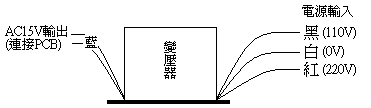 電源輸入
AC15V輸出
(連接PCB)
藍
變壓器
黑(110V)
白(0V)
紅(220V)